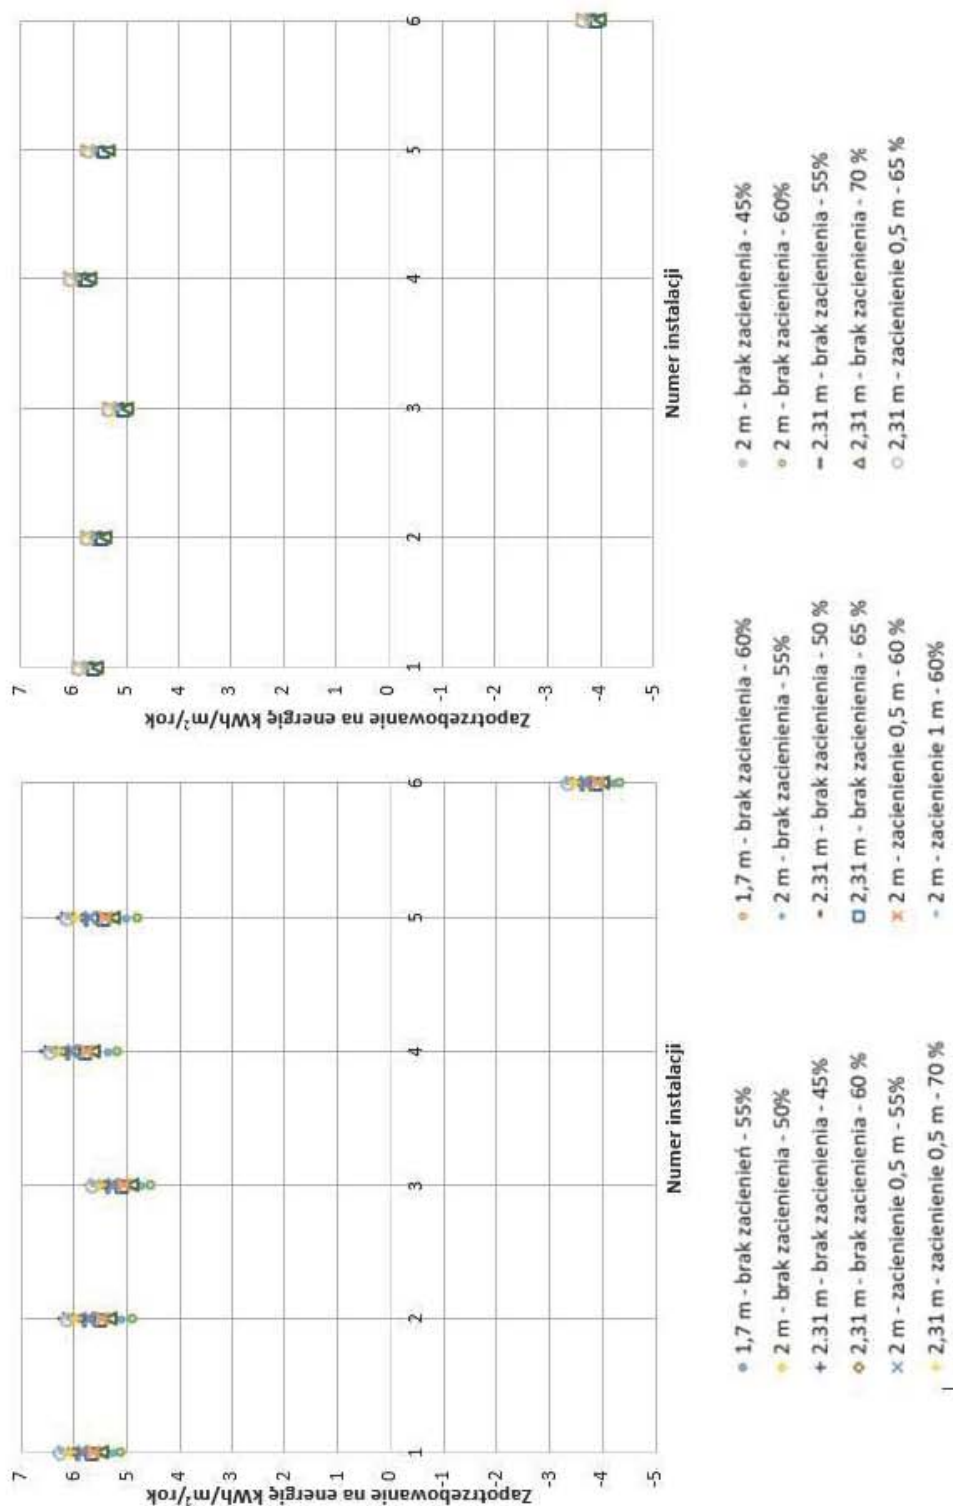 Zapotrzebowanie na energię kWh/m²/rok
7
6
5
4
3
2
1
0
-1
-2
-3
-4
-5
1 2 3 4 5 6
Numer instalacji
Zapotrzebowanie na energię kWh/m²/rok
7
6
5
4
3
2
1
0
-1
-2
-3
-4
-5
1 2 3 4 5 6
Numer instalacji
1,7 m - brak zacienień - 55%
1,7 m - brak zacienienia - 60%
2 m - brak zacienienia - 45%
2 m - brak zacienienia - 50%
2 m - brak zacienienia - 55%
2 m - brak zacienienia - 60%
2.31 m - brak zacienienia - 45%
2.31 m - brak zacienienia - 50 %
2.31 m - brak zacienienia - 55%
2,31 m - brak zacienienia - 60 %
2,31 m - brak zacienienia - 65 %
2,31 m - brak zacienienia - 70 %
2 m - zacienienie 0,5 m - 55%
2 m - zacienienie 0,5 m - 60 %
2,31 m - zacienienie 0,5 m - 65 %
2,31 m - zacienienie 0,5 m - 70 %
2 m - zacienienie 1 m - 60%